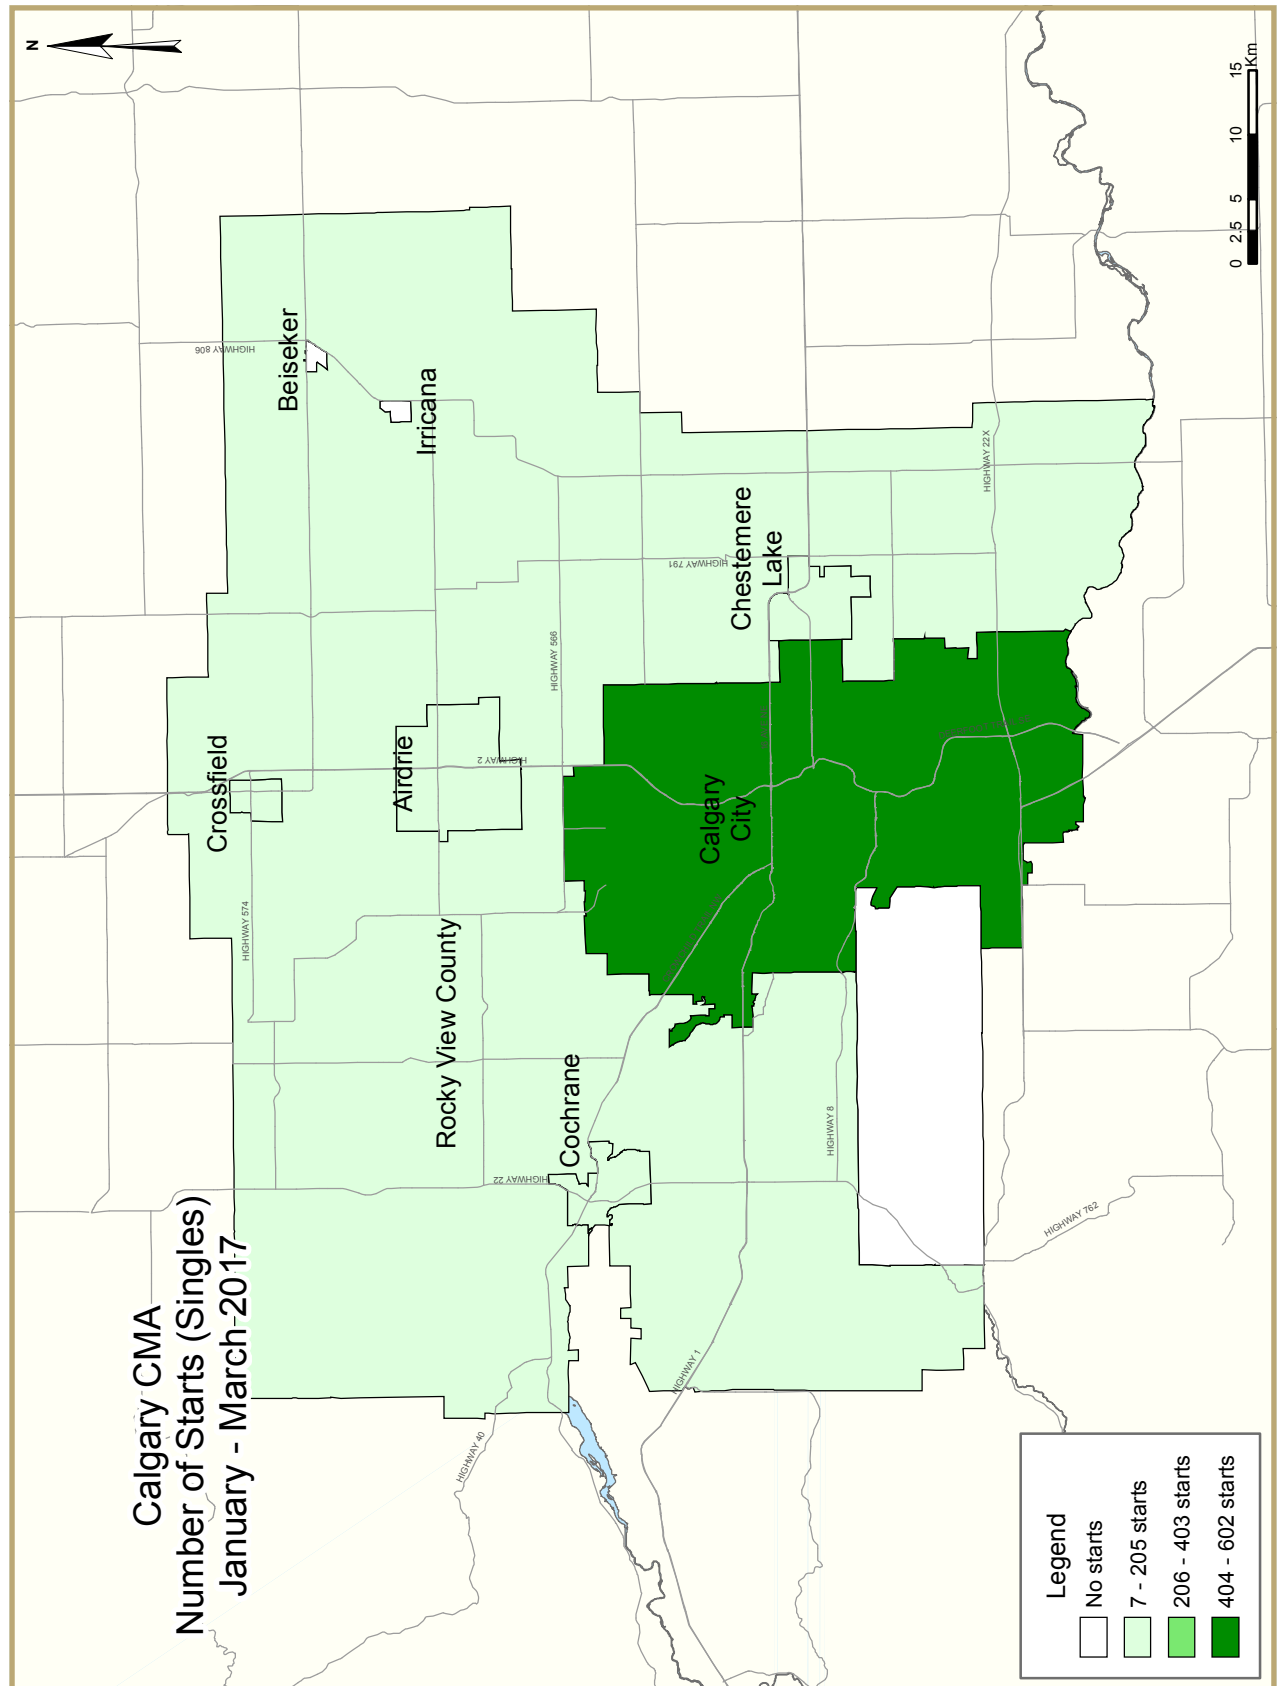 Calgary CMA
Number of Starts (Singles)
January - March 2017
N
Crossfield
Beiseker
Irricana
Airdrie
Rocky View County
Cochrane
Chestemere
Lake
Calgary
City
HIGHWAY 806
HIGHWAY 574
HIGHWAY 2
HIGHWAY 566
HIGHWAY 791
HIGHWAY 22X
HIGHWAY 22
HIGHWAY 8
HIGHWAY 762
HIGHWAY 1
HIGHWAY 40
Legend
No starts
7 - 205 starts
206 - 403 starts
404 - 602 starts
0 2.5 5 10 15
Km